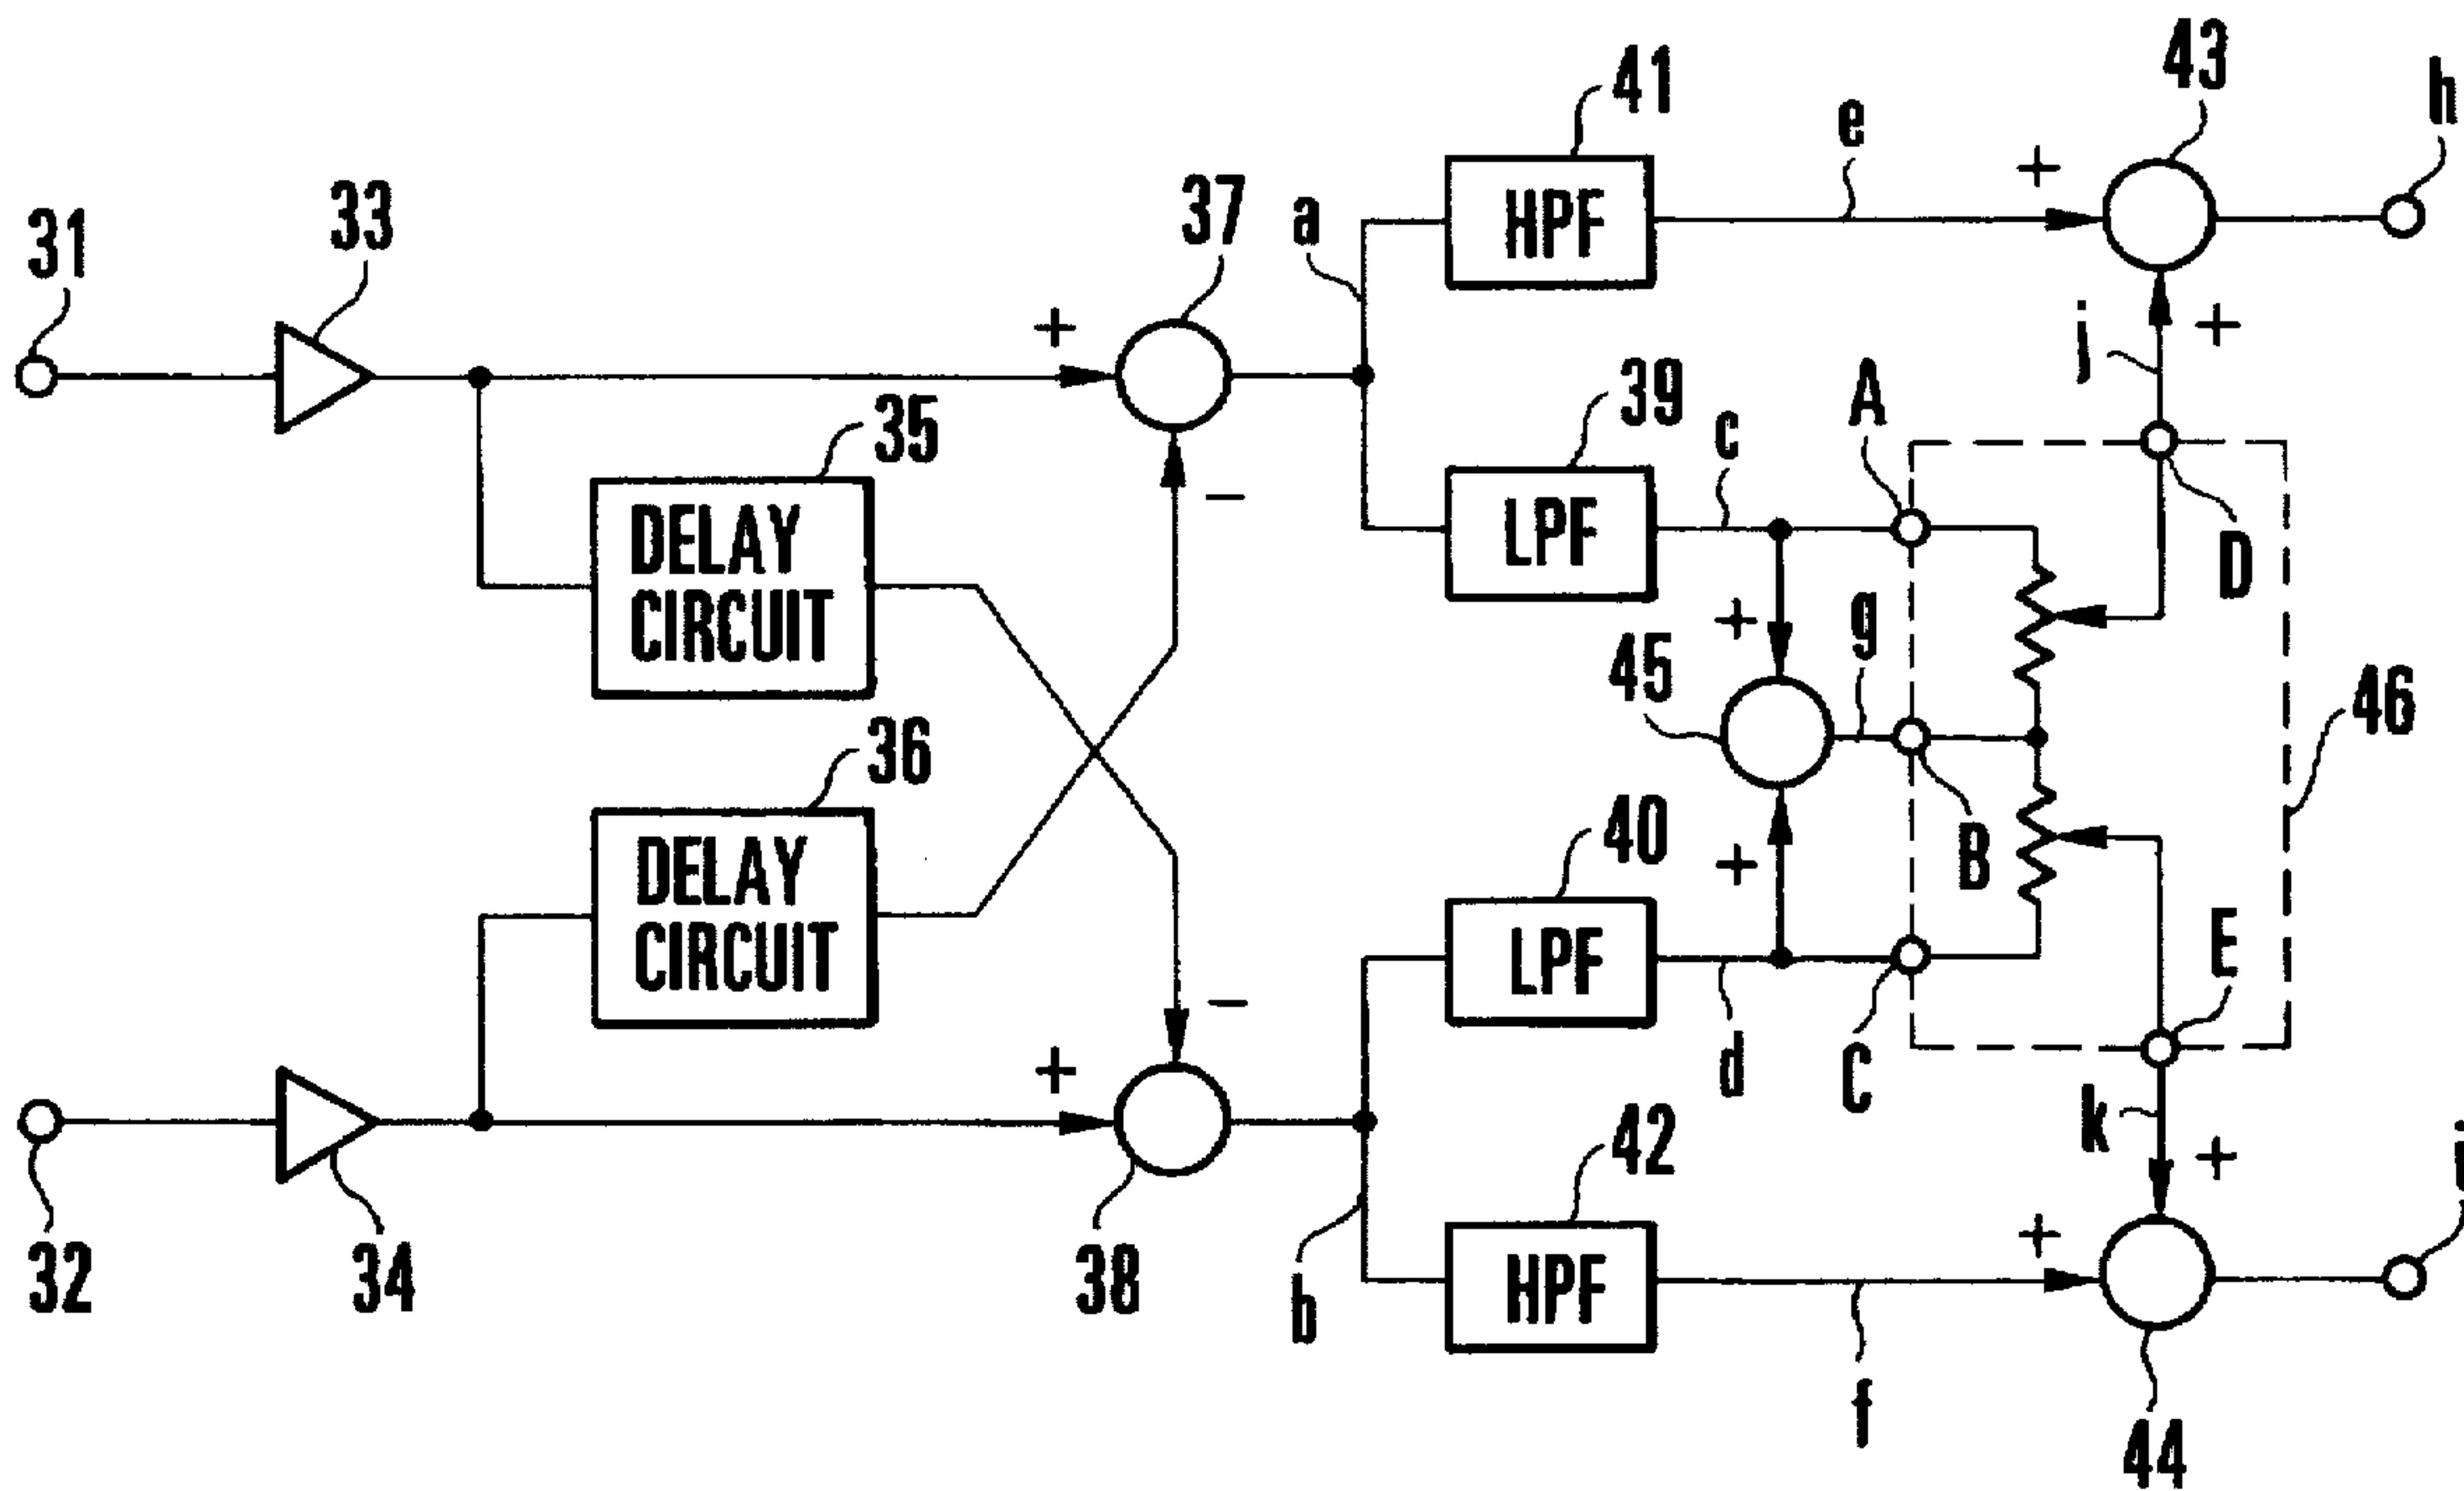 43
h
41
e
+
33
37
a
HPF
31
+
+
j
39
A
35
c
−
D
DELAY
CIRCUIT
LPF
+
g
45
46
36
40
B
+
DELAY
CIRCUIT
LPF
E
−
d
C
+
k
42
+
i
+
32
34
38
b
HPF
f
44